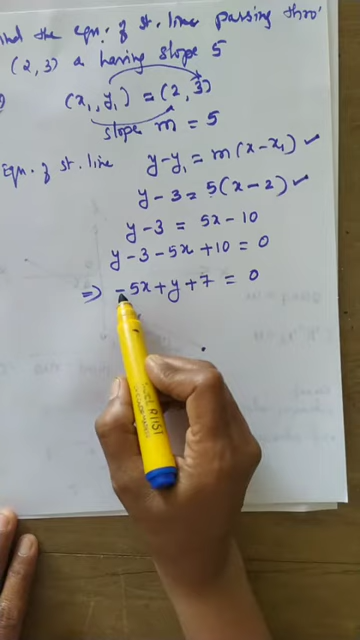 the eqn. of st. line passing thro'
(2, 3) & having slope 5
(x₁, y₁) = (2, 3)
slope m = 5
Eqn. of st. line y - y₁ = m(x - x₁) ✓
y - 3 = 5(x - 2) ✓
y - 3 = 5x - 10
y - 3 - 5x + 10 = 0
⇒ -5x + y + 7 = 0